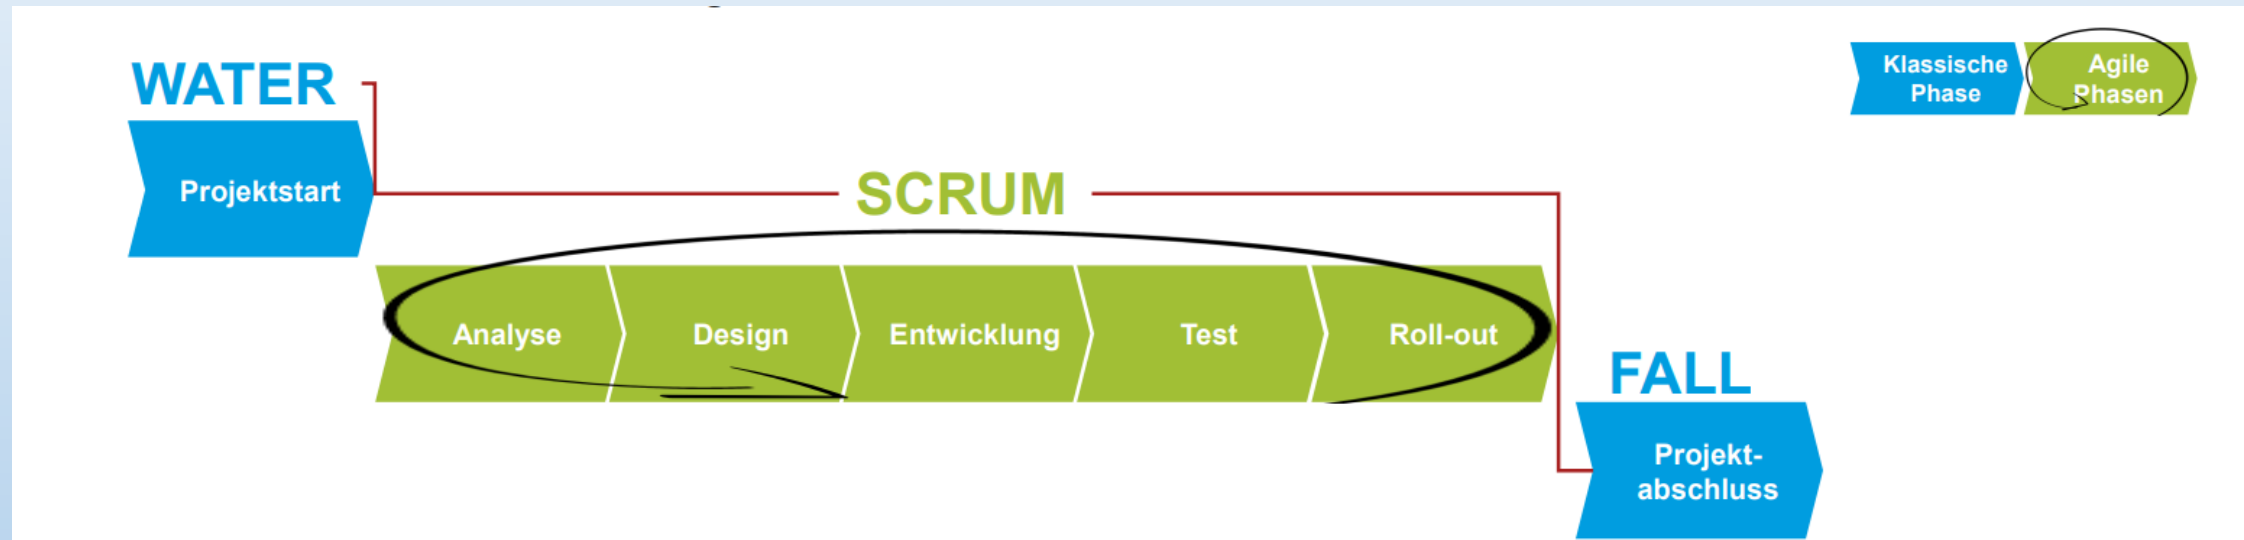 WATER
Projektstart
SCRUM
Analyse
Design
Entwicklung
Test
Roll-out
FALL
Projekt-
abschluss
Klassische
Phase
Agile
Phasen